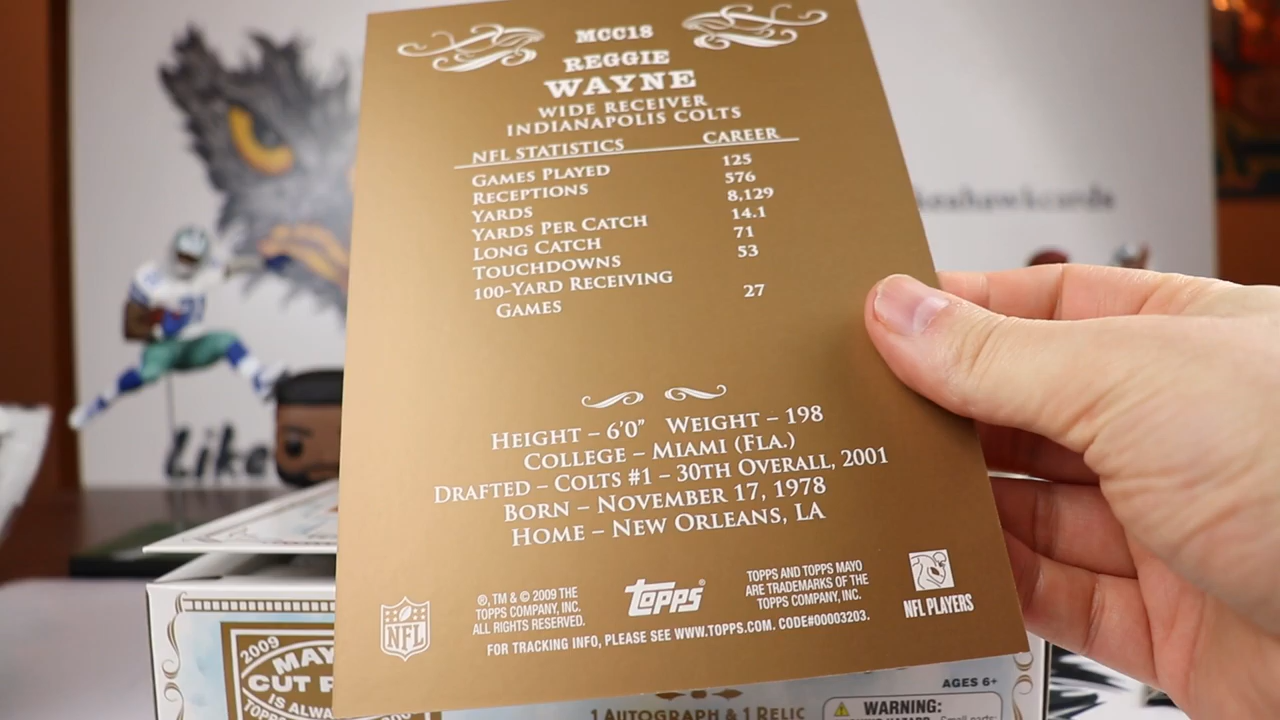 MCC18
REGGIE
WAYNE
WIDE RECEIVER
INDIANAPOLIS COLTS
NFL STATISTICS CAREER
GAMES PLAYED 125
RECEPTIONS 576
YARDS 8,129
YARDS PER CATCH 14.1
LONG CATCH 71
TOUCHDOWNS 53
100-YARD RECEIVING
GAMES 27
HEIGHT – 6'0" WEIGHT – 198
COLLEGE – MIAMI (FLA.)
DRAFTED – COLTS #1 – 30TH OVERALL, 2001
BORN – NOVEMBER 17, 1978
HOME – NEW ORLEANS, LA
NFL
®, TM & © 2009 THE
TOPPS COMPANY, INC.
ALL RIGHTS RESERVED.
TOPPS®
TOPPS AND TOPPS MAYO
ARE TRADEMARKS OF THE
TOPPS COMPANY, INC.
NFL PLAYERS
FOR TRACKING INFO, PLEASE SEE WWW.TOPPS.COM. CODE#00003203.
Like
2009
MAY
CUT P
IS ALWA
1 AUTOGRAPH & 1 RELIC
AGES 6+
WARNING: